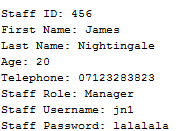 Staff ID: 456
First Name: James
Last Name: Nightingale
Age: 20
Telephone: 07123283823
Staff Role: Manager
Staff Username: jn1
Staff Password: lalalala